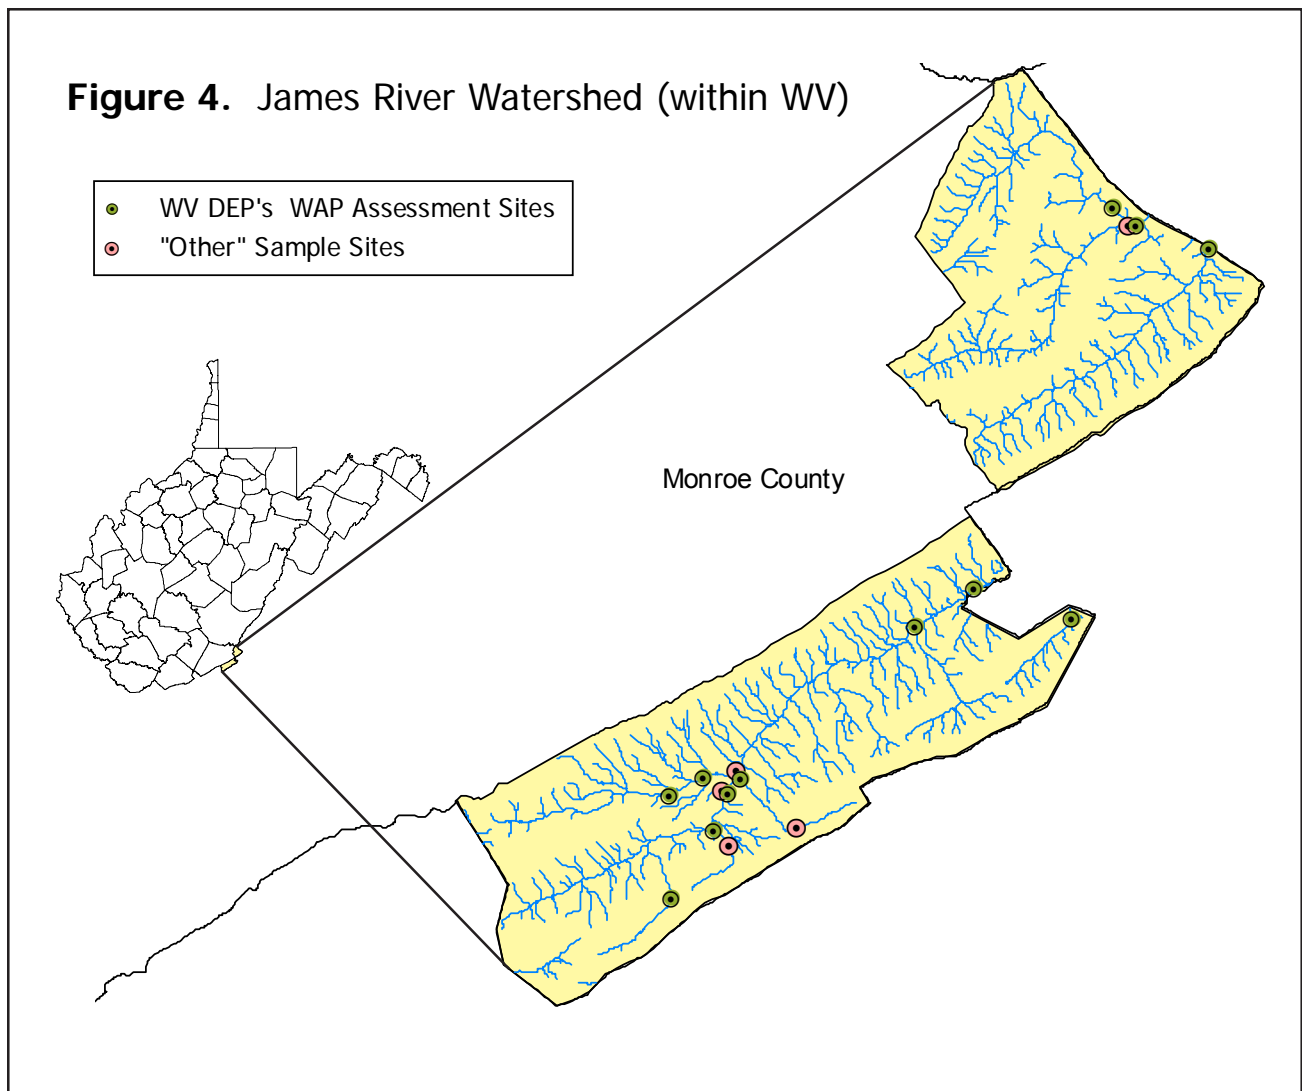 Figure 4. James River Watershed (within WV)
WV DEP's WAP Assessment Sites
"Other" Sample Sites
Monroe County